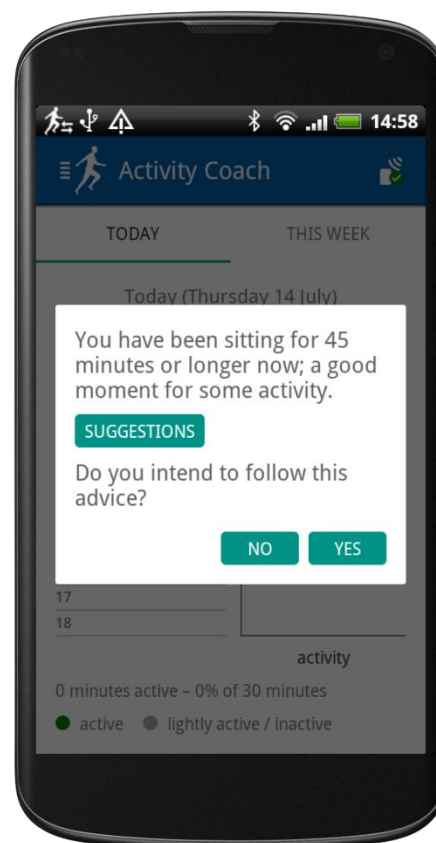 14:58
Activity Coach
TODAY THIS WEEK
Today (Thursday 14 July)
You have been sitting for 45
minutes or longer now; a good
moment for some activity.
SUGGESTIONS
Do you intend to follow this
advice?
NO YES
17
18
activity
0 minutes active – 0% of 30 minutes
active lightly active / inactive